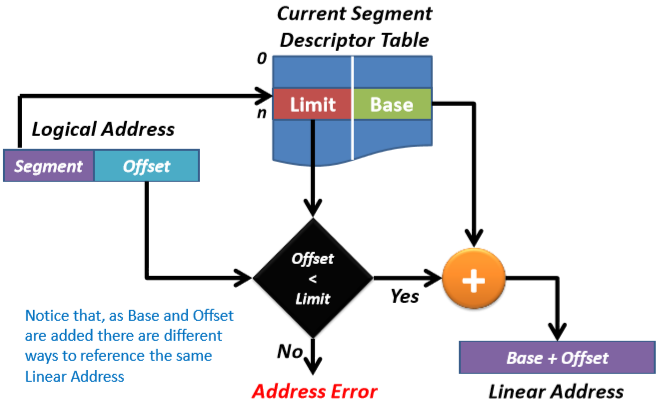 Current Segment
Descriptor Table
0
n
Limit
Base
Logical Address
Segment
Offset
Offset
<
Limit
+
Yes
No
Address Error
Base + Offset
Linear Address
Notice that, as Base and Offset
are added there are different
ways to reference the same
Linear Address